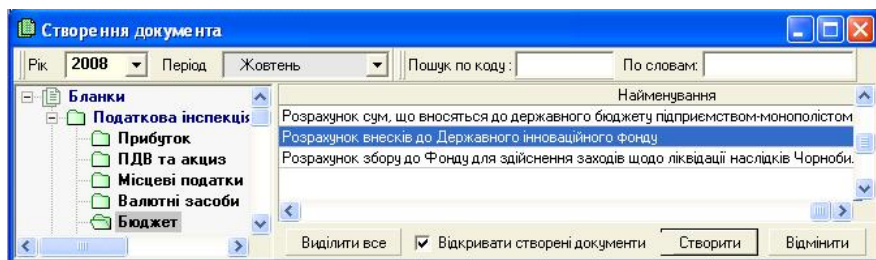 Створення документа
Рік 2008 Період Жовтень Пошук по коду : По словам:
Бланки
Податкова інспекція
Прибуток
ПДВ та акциз
Місцеві податки
Валютні засоби
Бюджет
Найменування
Розрахунок сум, що вносяться до державного бюджету підприємством-монополістом
Розрахунок внесків до Державного інноваційного фонду
Розрахунок збору до Фонду для здійснення заходів щодо ліквідації наслідків Чорноби.
Виділити все Відкривати створені документи Створити Відмінити